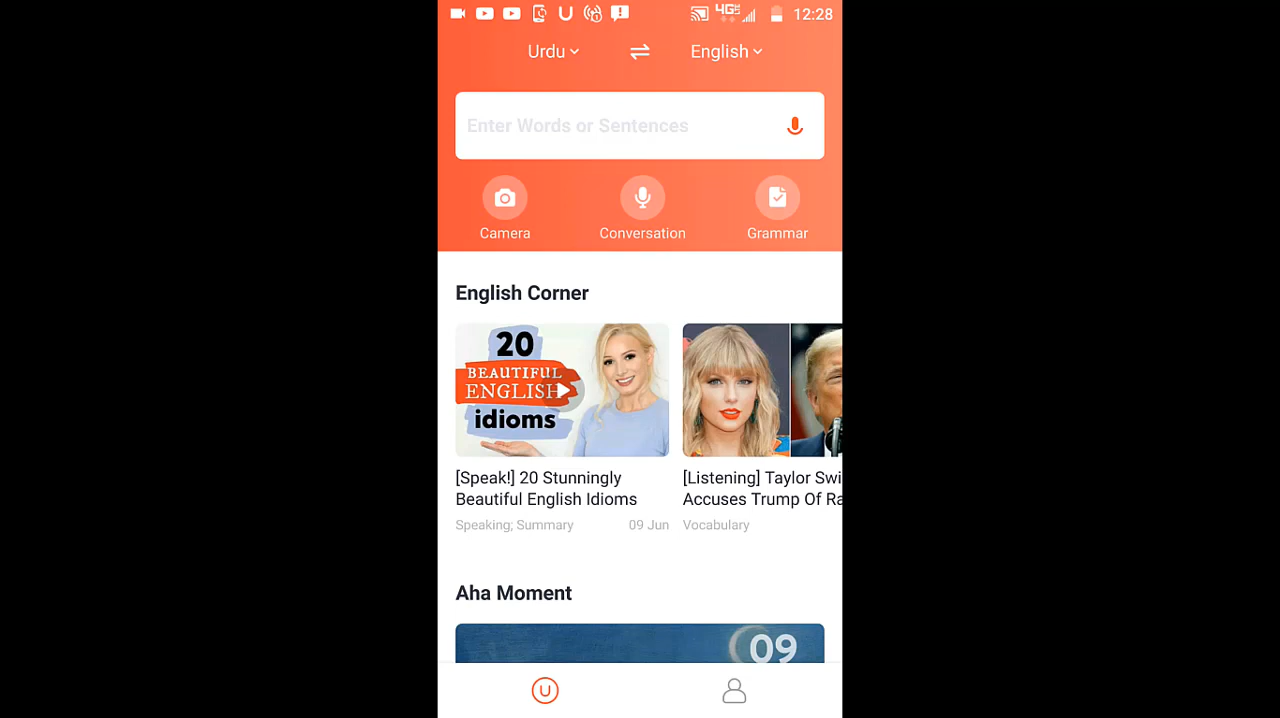 12:28
Urdu
English
Enter Words or Sentences
Camera
Conversation
Grammar
English Corner
20
BEAUTIFUL
ENGLISH
idioms
[Speak!] 20 Stunningly
Beautiful English Idioms
Speaking; Summary
09 Jun
[Listening] Taylor Swi
Accuses Trump Of Ra
Vocabulary
Aha Moment
09
U